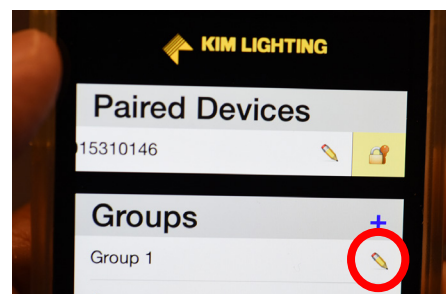 KIM LIGHTING
Paired Devices
15310146
Groups +
Group 1